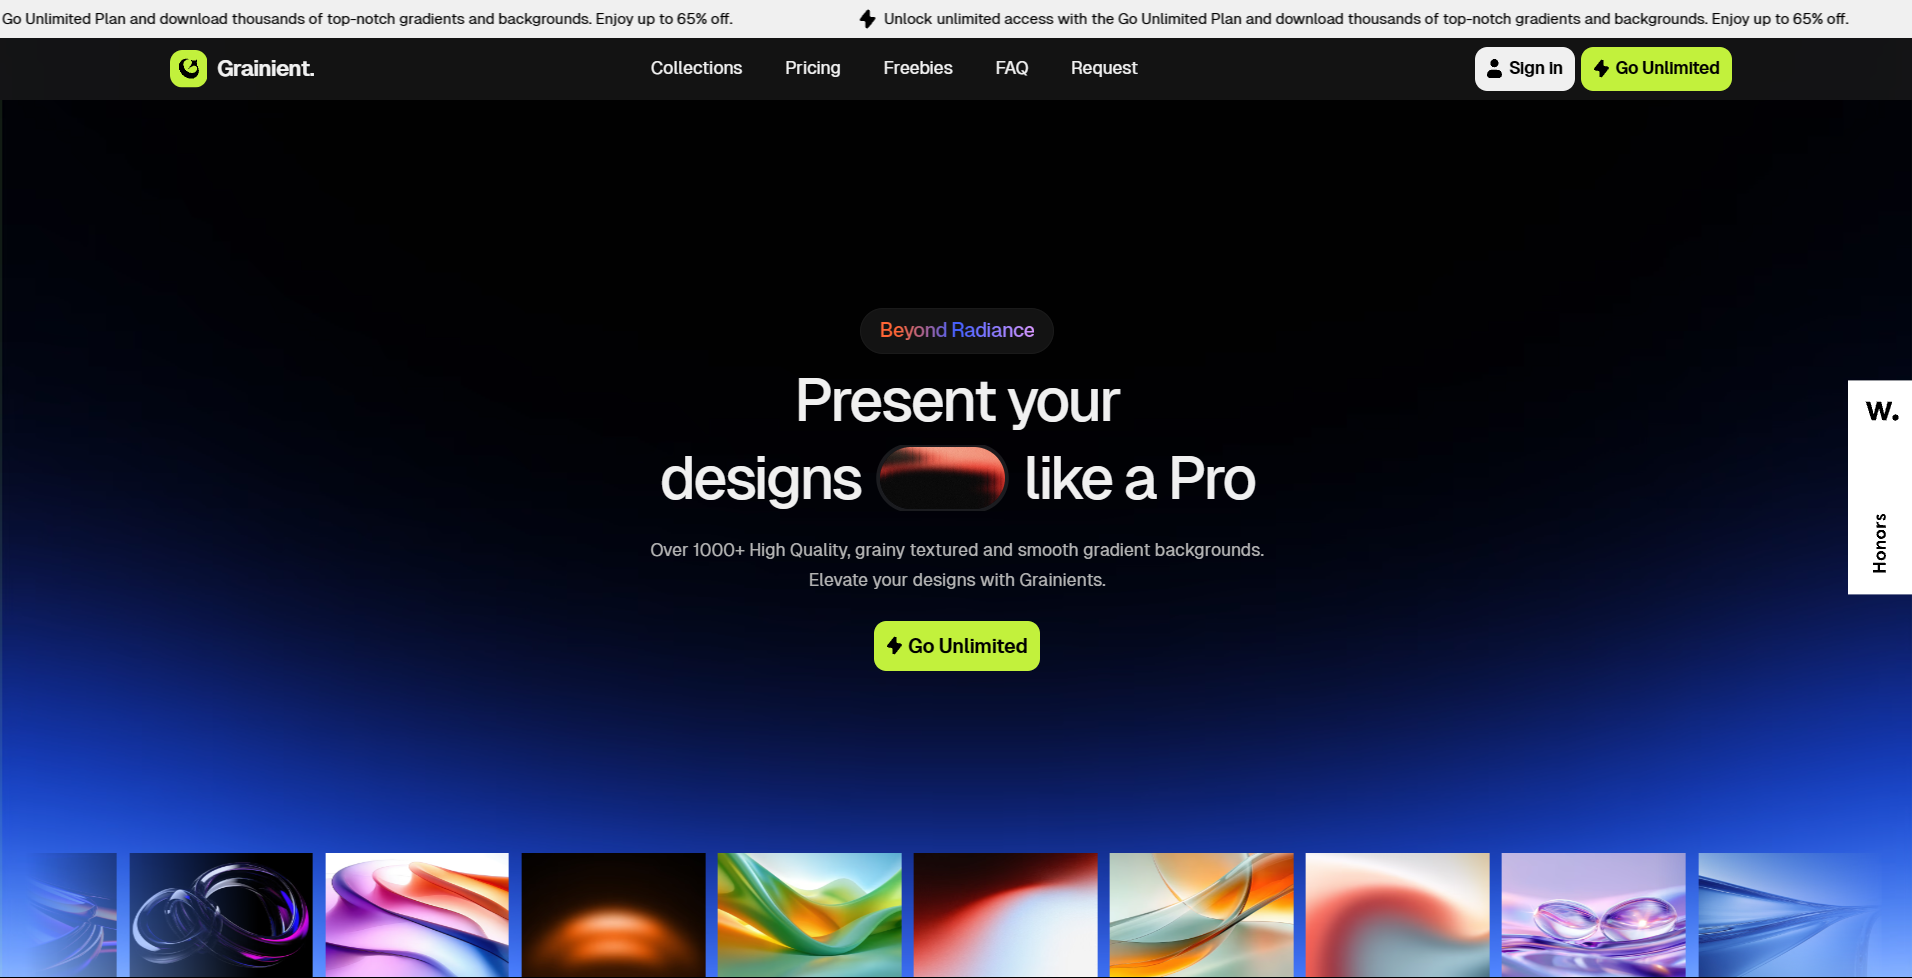 Go Unlimited Plan and download thousands of top-notch gradients and backgrounds. Enjoy up to 65% off.
Unlock unlimited access with the Go Unlimited Plan and download thousands of top-notch gradients and backgrounds. Enjoy up to 65% off.
Grainient.
Collections
Pricing
Freebies
FAQ
Request
Sign in
Go Unlimited
Beyond Radiance
Present your
designs like a Pro
Over 1000+ High Quality, grainy textured and smooth gradient backgrounds.
Elevate your designs with Grainients.
Go Unlimited
W.
Honors